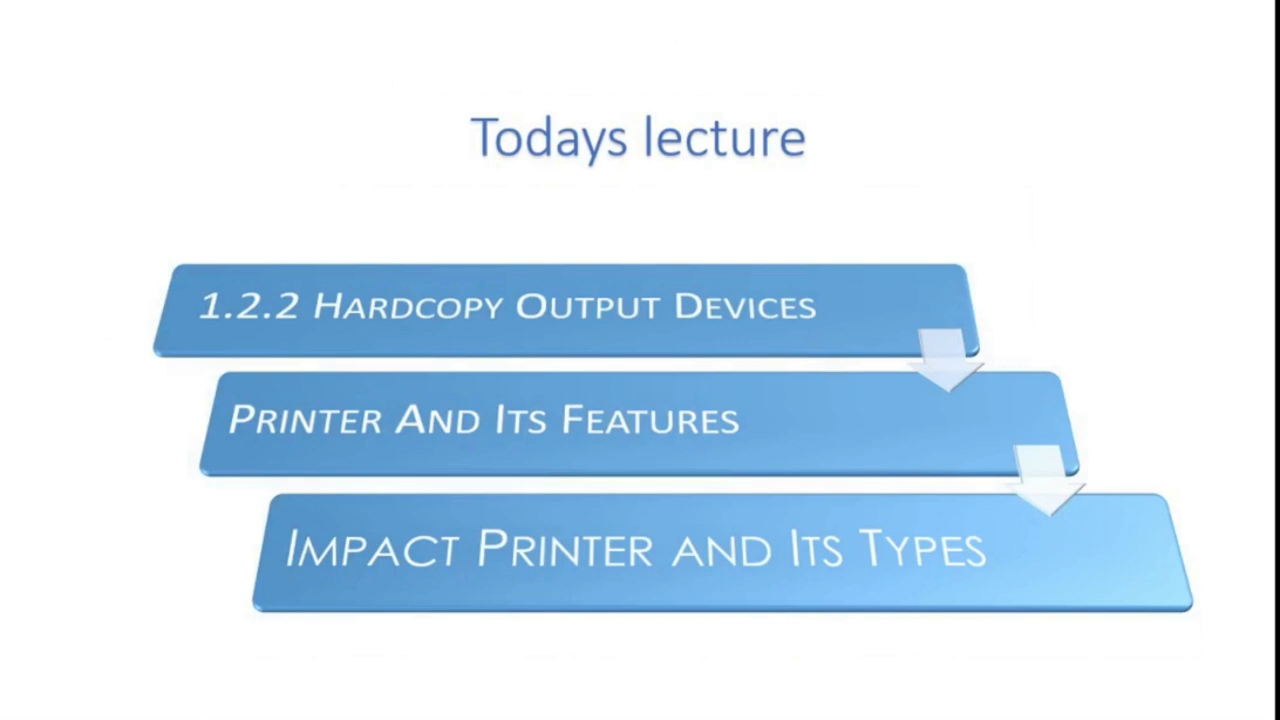 Todays lecture
1.2.2 Hardcopy Output Devices
Printer And Its Features
Impact Printer and Its Types